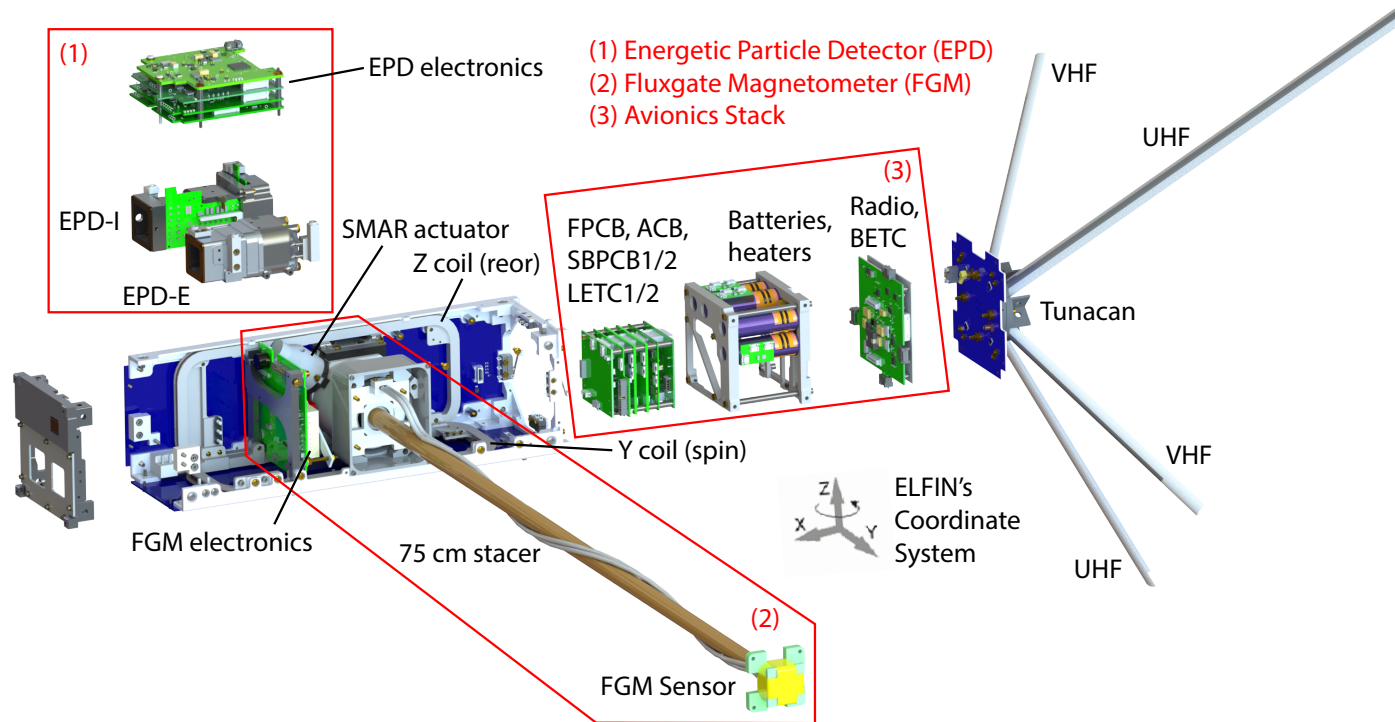 (1)
EPD electronics
EPD-I
EPD-E
(1) Energetic Particle Detector (EPD)
(2) Fluxgate Magnetometer (FGM)
(3) Avionics Stack
VHF
UHF
(3)
SMAR actuator
Z coil (reor)
FPCB, ACB,
SBPCB1/2
LETC1/2
Batteries,
heaters
Radio,
BETC
Tunacan
Y coil (spin)
FGM electronics
75 cm stacer
Z
X
Y
ELFIN's
Coordinate
System
VHF
UHF
(2)
FGM Sensor